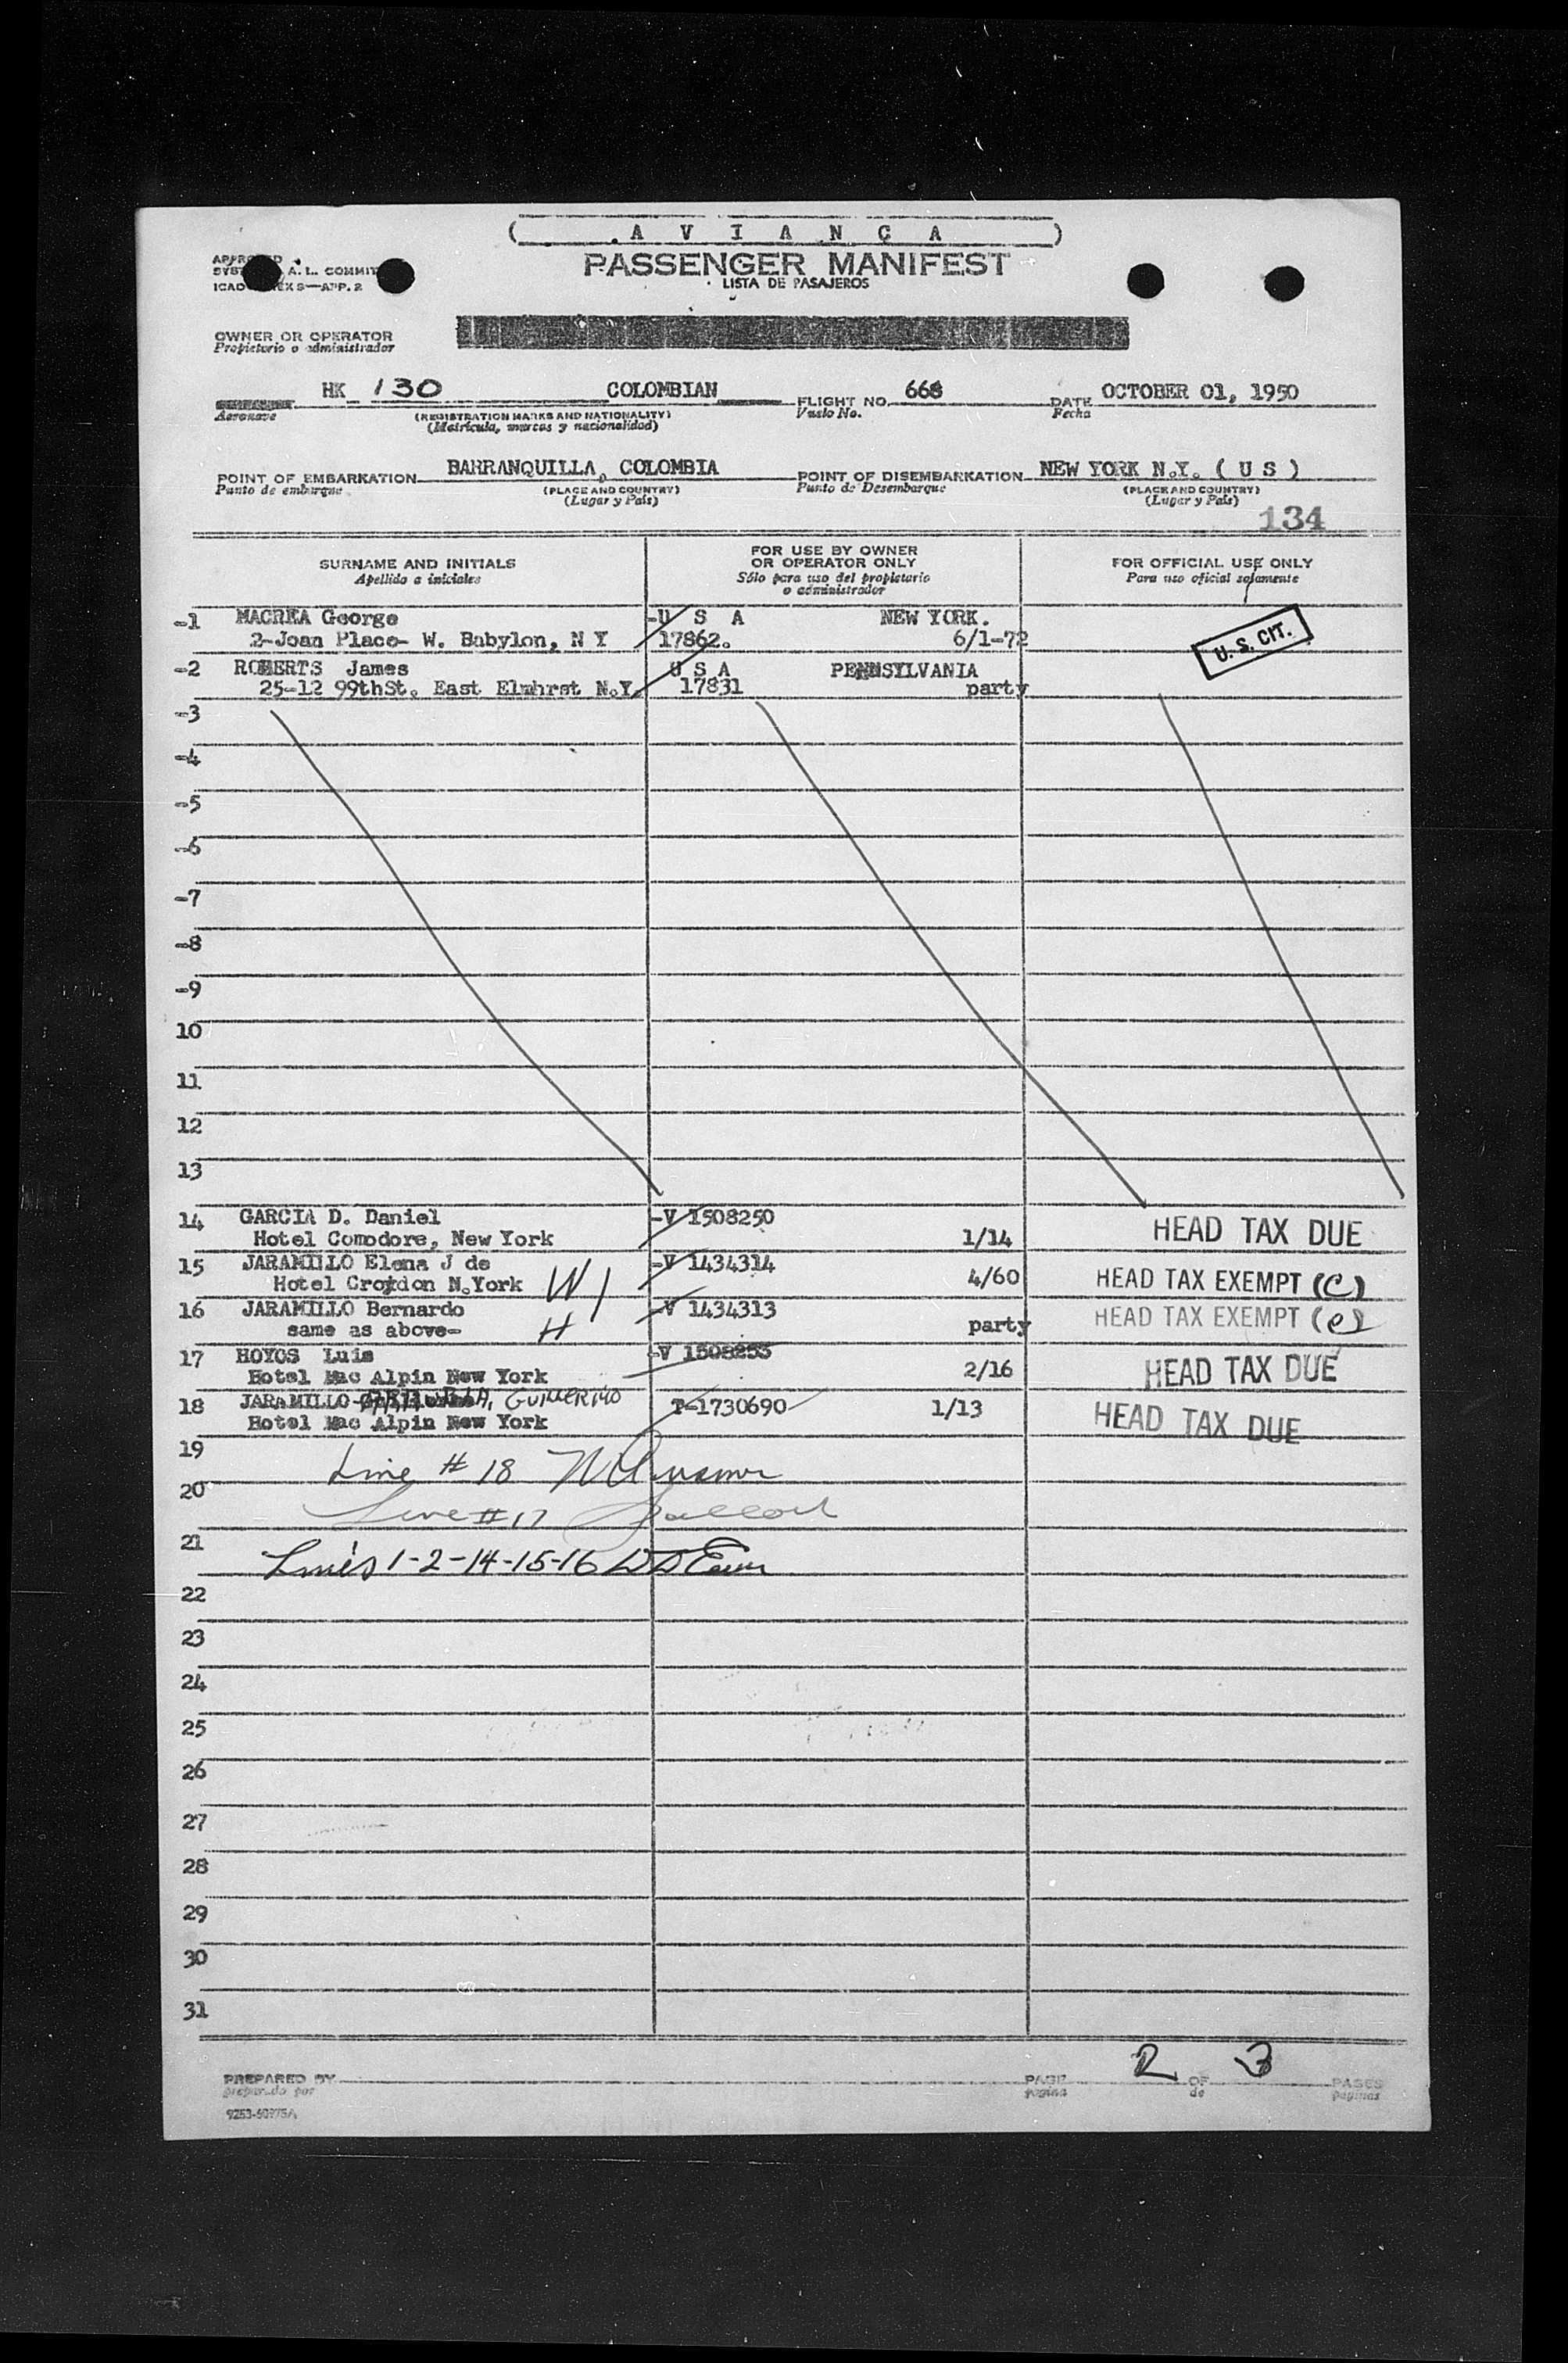 ( A V I A N C A )
PASSENGER MANIFEST
LISTA DE PASAJEROS
A. L. COMMIT
ICAO EX 9—APP. 2
OWNER OR OPERATOR
Propietario o administrador
HK 130 COLOMBIAN FLIGHT NO. 668 DATE OCTOBER 01, 1950
Aeronave (REGISTRATION MARKS AND NATIONALITY) Vuelo No. Fecha
(Matrícula, marcas y nacionalidad)
POINT OF EMBARKATION BARRANQUILLA, COLOMBIA POINT OF DISEMBARKATION NEW YORK N.Y. ( U S )
Punto de embarque (PLACE AND COUNTRY) Punto de Desembarque (PLACE AND COUNTRY)
(Lugar y País) (Lugar y País)
134
SURNAME AND INITIALS FOR USE BY OWNER OR OPERATOR ONLY FOR OFFICIAL USE ONLY
Apellido a iniciales Sólo para uso del propietario o administrador Para uso oficial solamente
-1 MACREA George -U S A NEW YORK.
2-Joan Place- W. Babylon, N Y 17862. 6/1-72 U. S. CIT.
-2 ROBERTS James U S A PENNSYLVANIA
25-12 99thSt. East Elmhrst N.Y. 17831 party
-3
-4
-5
-6
-7
-8
-9
10
11
12
13
14 GARCIA D. Daniel -V 1508250
Hotel Comodore, New York 1/14 HEAD TAX DUE
15 JARAMILLO Elena J de -V 1434314
Hotel Croydon N.York W/ 4/60 HEAD TAX EXEMPT (C)
16 JARAMILLO Bernardo -V 1434313
same as above- H party HEAD TAX EXEMPT (e)
17 HOYOS Luis -V 1508253
Hotel Mac Alpin New York 2/16 HEAD TAX DUE
18 JARAMILLO GUILLERMO T-1730690 1/13 HEAD TAX DUE
Hotel Mac Alpin New York
19
Line # 18
20
Line # 17
21
Lines 1-2-14-15-16
22
23
24
25
26
27
28
29
30
31
PREPARED BY PAGE 2 OF 3 PAGES
preparado por pagina de paginas